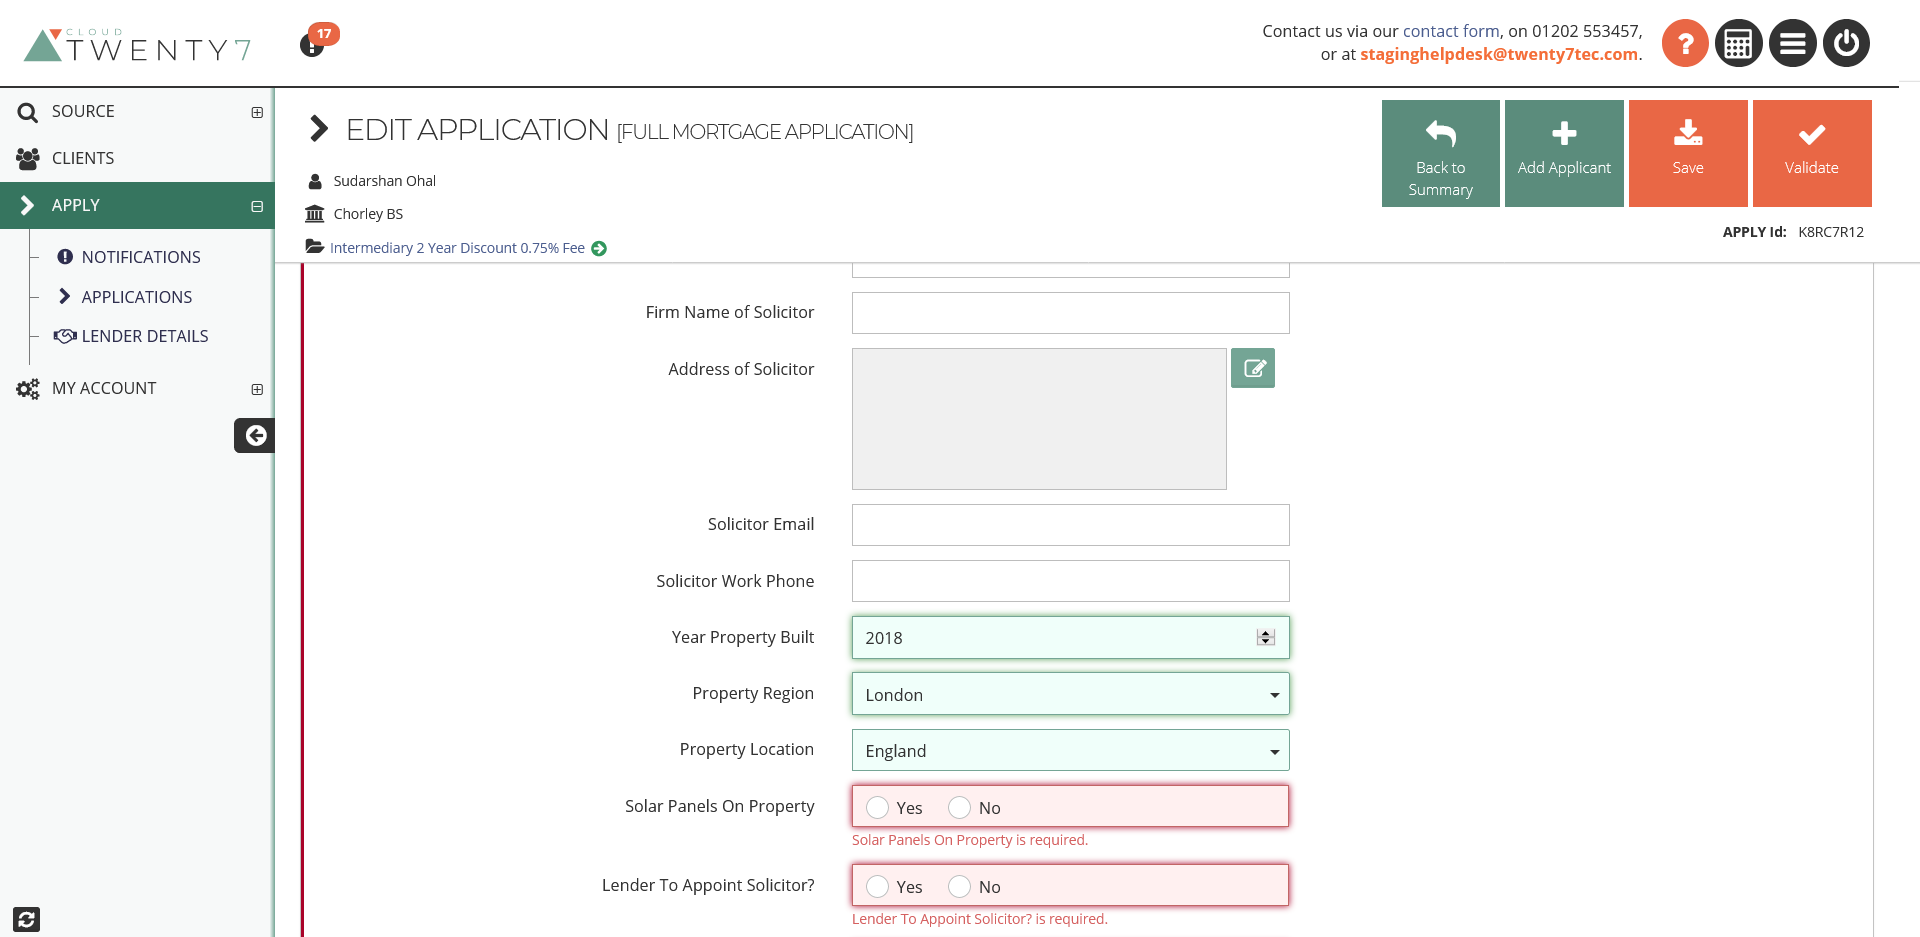 CLOUD
TWENTY7
17
Contact us via our contact form, on 01202 553457,
or at staginghelpdesk@twenty7tec.com.
SOURCE
CLIENTS
APPLY
NOTIFICATIONS
APPLICATIONS
LENDER DETAILS
MY ACCOUNT
EDIT APPLICATION [FULL MORTGAGE APPLICATION]
Sudarshan Ohal
Chorley BS
Intermediary 2 Year Discount 0.75% Fee
Back to
Summary
Add Applicant
Save
Validate
APPLY Id: K8RC7R12
Firm Name of Solicitor
Address of Solicitor
Solicitor Email
Solicitor Work Phone
Year Property Built 2018
Property Region London
Property Location England
Solar Panels On Property Yes No
Solar Panels On Property is required.
Lender To Appoint Solicitor? Yes No
Lender To Appoint Solicitor? is required.